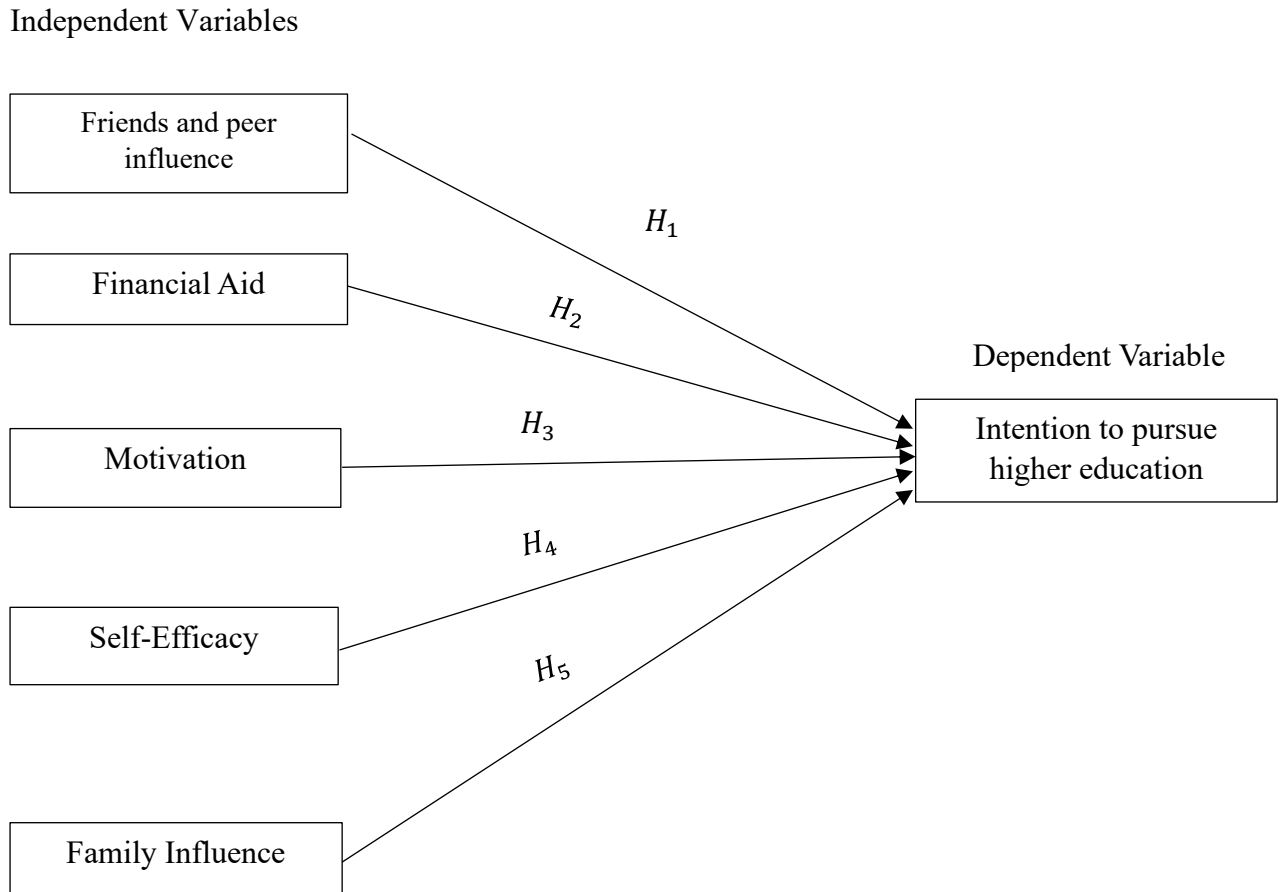 Independent Variables
Friends and peer
influence
H₁
Financial Aid
H₂
Dependent Variable
Intention to pursue
higher education
Motivation
H₃
H₄
Self-Efficacy
H₅
Family Influence